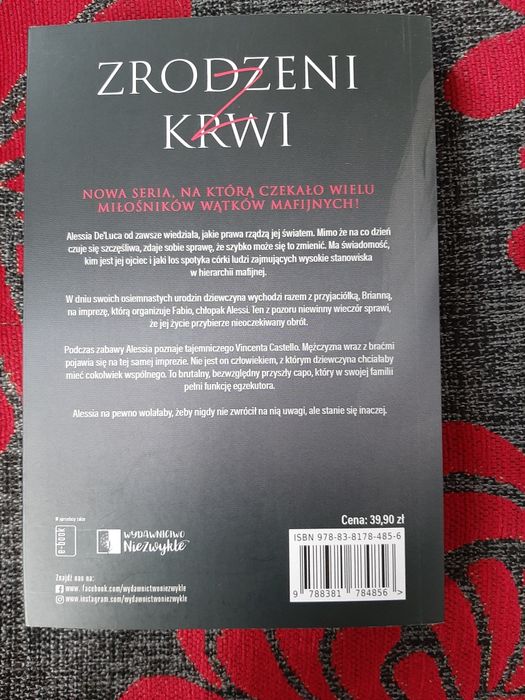 ZRODZENI
Z
KRWI
NOWA SERIA, NA KTÓRĄ CZEKAŁO WIELU
MIŁOŚNIKÓW WĄTKÓW MAFIJNYCH!
Alessia De'Luca od zawsze wiedziała, jakie prawa rządzą jej światem. Mimo że na co dzień
czuje się szczęśliwa, zdaje sobie sprawę, że szybko może się to zmienić. Ma świadomość,
kim jest jej ojciec i jaki los spotyka córki ludzi zajmujących wysokie stanowiska
w hierarchii mafijnej.
W dniu swoich osiemnastych urodzin dziewczyna wychodzi razem z przyjaciółką, Brianną,
na imprezę, którą organizuje Fabio, chłopak Alessi. Ten z pozoru niewinny wieczór sprawi,
że jej życie przybierze nieoczekiwany obrót.
Podczas zabawy Alessia poznaje tajemniczego Vincenta Castello. Mężczyzna wraz z braćmi
pojawia się na tej samej imprezie. Nie jest on człowiekiem, z którym dziewczyna chciałaby
mieć cokolwiek wspólnego. To brutalny, bezwzględny przyszły capo, który w swojej familii
pełni funkcję egzekutora.
Alessia na pewno wolałaby, żeby nigdy nie zwrócił na nią uwagi, ale stanie się inaczej.
Cena: 39,90 zł
ISBN 978-83-8178-485-6
9 788381 784856 >
W sprzedaży także
e-book
WYDAWNICTWO
NieZwykłe
Znajdź nas na:
www.facebook.com/wydawnictwoniezwykle
www.instagram.com/wydawnictwoniezwykle